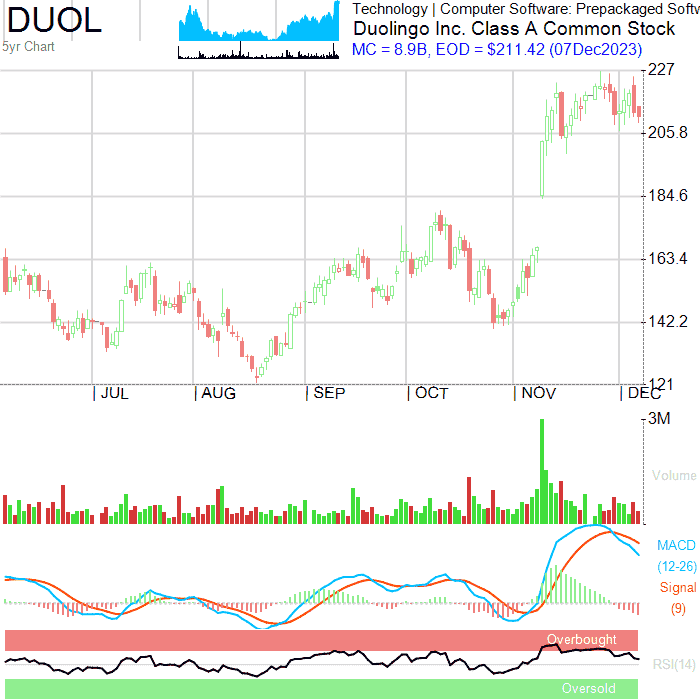 DUOL
5yr Chart
Technology | Computer Software: Prepackaged Softw
Duolingo Inc. Class A Common Stock
MC = 8.9B, EOD = $211.42 (07Dec2023)
227
205.8
184.6
163.4
142.2
121
JUL AUG SEP OCT NOV DEC
3M
Volume
MACD
(12-26)
Signal
(9)
Overbought
RSI(14)
Oversold